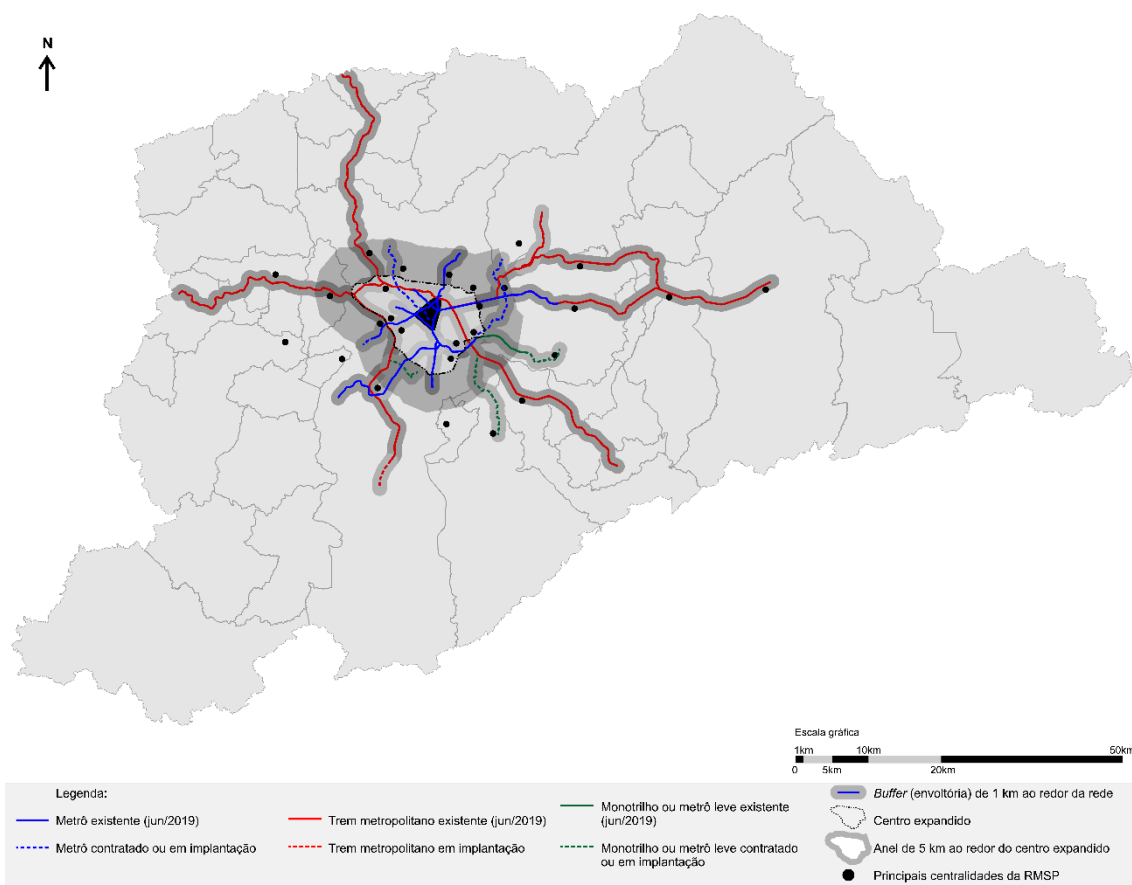 N
Escala gráfica
1km 10km 50km
0 5km 20km
Legenda:
Metrô existente (jun/2019)
Metrô contratado ou em implantação
Trem metropolitano existente (jun/2019)
Trem metropolitano em implantação
Monotrilho ou metrô leve existente
(jun/2019)
Monotrilho ou metrô leve contratado
ou em implantação
Buffer (envoltória) de 1 km ao redor da rede
Centro expandido
Anel de 5 km ao redor do centro expandido
Principais centralidades da RMSP